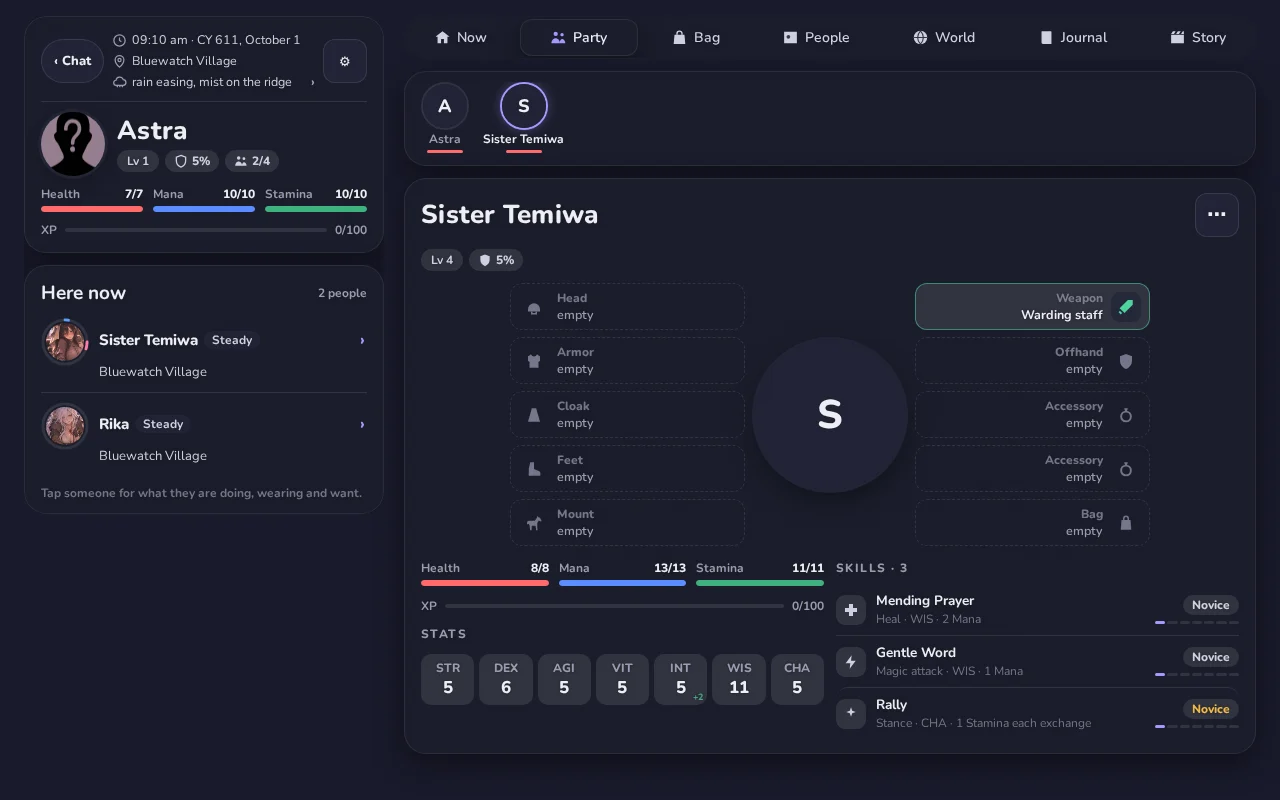 ‹ Chat
09:10 am · CY 611, October 1
Bluewatch Village
rain easing, mist on the ridge ›
Astra
Lv 1
5%
2/4
Health 7/7
Mana 10/10
Stamina 10/10
XP 0/100
Here now
2 people
Sister Temiwa Steady ›
Bluewatch Village
Rika Steady ›
Bluewatch Village
Tap someone for what they are doing, wearing and want.
Now
Party
Bag
People
World
Journal
Story
A
Astra
S
Sister Temiwa
Sister Temiwa
...
Lv 4
5%
Head
empty
Armor
empty
Cloak
empty
Feet
empty
Mount
empty
S
Weapon
Warding staff
Offhand
empty
Accessory
empty
Accessory
empty
Bag
empty
Health 8/8
Mana 13/13
Stamina 11/11
XP 0/100
STATS
STR
5
DEX
6
AGI
5
VIT
5
INT
5
+2
WIS
11
CHA
5
SKILLS · 3
Mending Prayer
Heal · WIS · 2 Mana
Novice
Gentle Word
Magic attack · WIS · 1 Mana
Novice
Rally
Stance · CHA · 1 Stamina each exchange
Novice